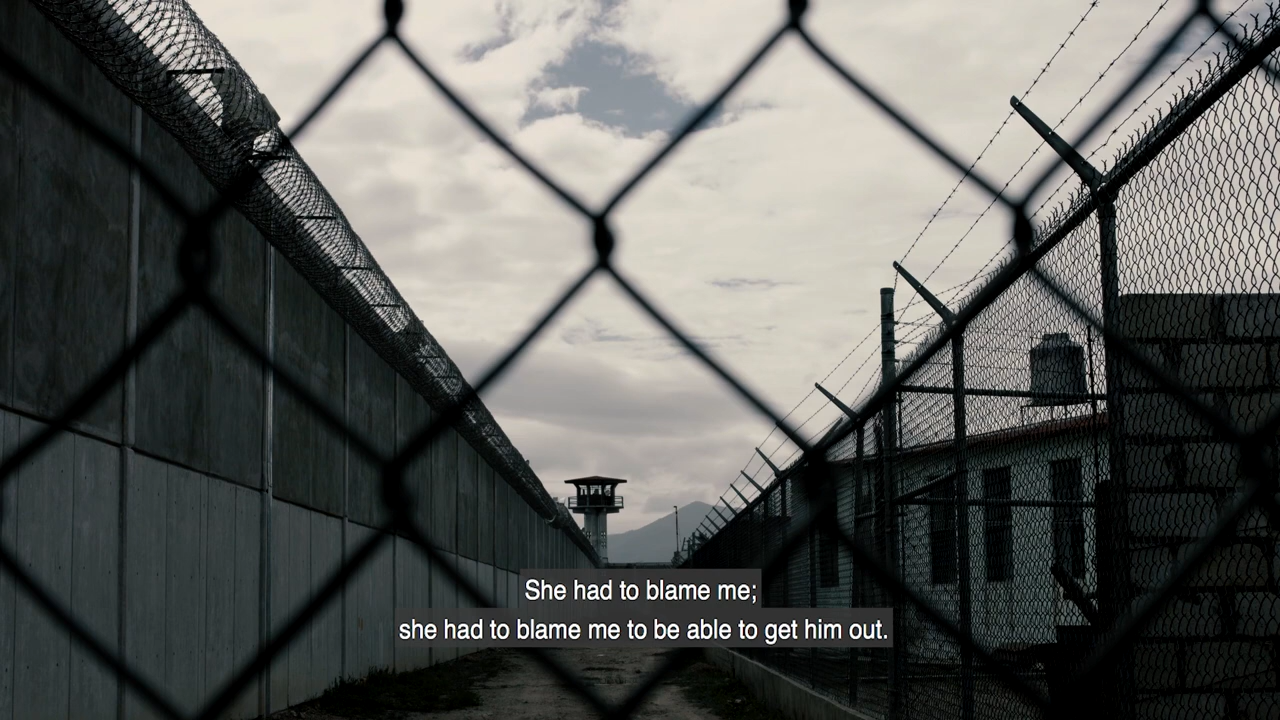 She had to blame me;
she had to blame me to be able to get him out.